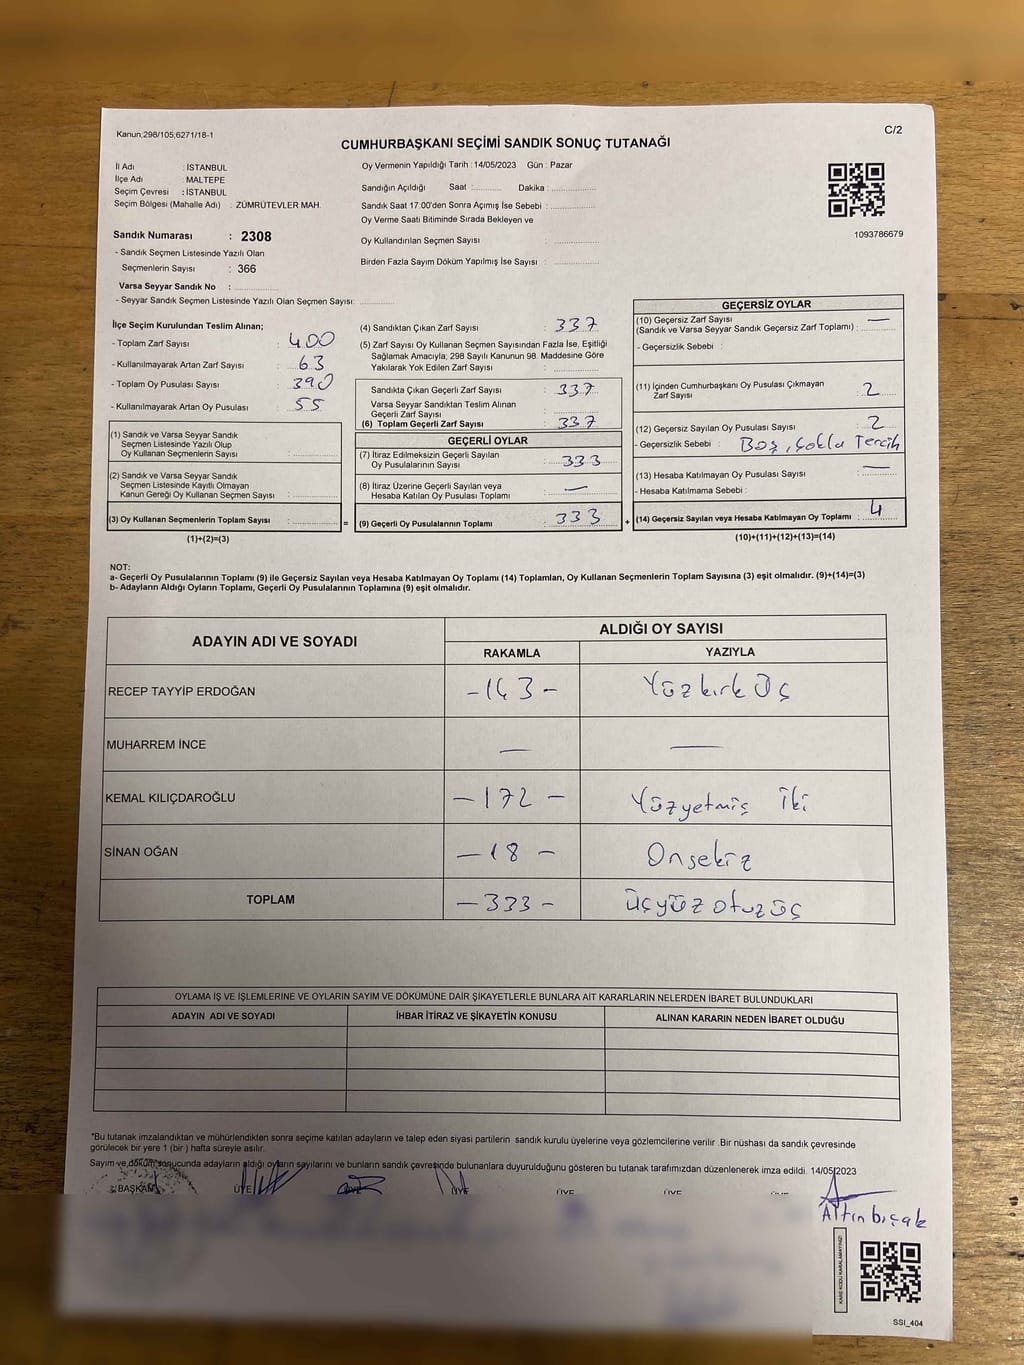 Kanun,298/105,6271/18-1
C/2
CUMHURBAŞKANI SEÇİMİ SANDIK SONUÇ TUTANAĞI
İl Adı : İSTANBUL
İlçe Adı : MALTEPE
Seçim Çevresi : İSTANBUL
Seçim Bölgesi (Mahalle Adı) : ZÜMRÜTEVLER MAH.
Sandık Numarası : 2308
- Sandık Seçmen Listesinde Yazılı Olan
Seçmenlerin Sayısı : 366
Varsa Seyyar Sandık No :
- Seyyar Sandık Seçmen Listesinde Yazılı Olan Seçmen Sayısı:
Oy Vermenin Yapıldığı Tarih : 14/05/2023 Gün : Pazar
Sandığın Açıldığı Saat : Dakika :
Sandık Saat 17:00'den Sonra Açımış İse Sebebi :
Oy Verme Saati Bitiminde Sırada Bekleyen ve
Oy Kullandırılan Seçmen Sayısı :
Birden Fazla Sayım Döküm Yapılmış İse Sayısı :
1093786679
İlçe Seçim Kurulundan Teslim Alınan;
- Toplam Zarf Sayısı : 400
- Kullanılmayarak Artan Zarf Sayısı : 63
- Toplam Oy Pusulası Sayısı : 390
- Kullanılmayarak Artan Oy Pusulası : 55
(1) Sandık ve Varsa Seyyar Sandık
Seçmen Listesinde Yazılı Olup
Oy Kullanan Seçmenlerin Sayısı :
(2) Sandık ve Varsa Seyyar Sandık
Seçmen Listesinde Kayıtlı Olmayan
Kanun Gereği Oy Kullanan Seçmen Sayısı :
(3) Oy Kullanan Seçmenlerin Toplam Sayısı : =
(1)+(2)=(3)
(4) Sandıktan Çıkan Zarf Sayısı : 337
(5) Zarf Sayısı Oy Kullanan Seçmen Sayısından Fazla İse, Eşitliği
Sağlamak Amacıyla; 298 Sayılı Kanunun 98. Maddesine Göre
Yakılarak Yok Edilen Zarf Sayısı :
Sandıkta Çıkan Geçerli Zarf Sayısı : 337
Varsa Seyyar Sandıktan Teslim Alınan
Geçerli Zarf Sayısı :
(6) Toplam Geçerli Zarf Sayısı : 337
GEÇERLİ OYLAR
(7) İtiraz Edilmeksizin Geçerli Sayılan
Oy Pusulalarının Sayısı : 333
(8) İtiraz Üzerine Geçerli Sayılan veya
Hesaba Katılan Oy Pusulası Toplamı : —
(9) Geçerli Oy Pusulalarının Toplamı : 333 +
GEÇERSİZ OYLAR
(10) Geçersiz Zarf Sayısı —
(Sandık ve Varsa Seyyar Sandık Geçersiz Zarf Toplamı) :
- Geçersizlik Sebebi :
(11) İçinden Cumhurbaşkanı Oy Pusulası Çıkmayan
Zarf Sayısı : 2
(12) Geçersiz Sayılan Oy Pusulası Sayısı : 2
- Geçersizlik Sebebi : Boş, Çoklu Tercih
(13) Hesaba Katılmayan Oy Pusulası Sayısı : —
- Hesaba Katılmama Sebebi :
(14) Geçersiz Sayılan veya Hesaba Katılmayan Oy Toplamı : 4
(10)+(11)+(12)+(13)=(14)
NOT:
a- Geçerli Oy Pusulalarının Toplamı (9) ile Geçersiz Sayılan veya Hesaba Katılmayan Oy Toplamı (14) Toplamları, Oy Kullanan Seçmenlerin Toplam Sayısına (3) eşit olmalıdır. (9)+(14)=(3)
b- Adayların Aldığı Oyların Toplamı, Geçerli Oy Pusulalarının Toplamına (9) eşit olmalıdır.
ADAYIN ADI VE SOYADI ALDIĞI OY SAYISI
RAKAMLA YAZIYLA
RECEP TAYYİP ERDOĞAN -143- Yüzkırk Üç
MUHARREM İNCE — —
KEMAL KILIÇDAROĞLU -172- Yüzyetmiş İki
SİNAN OĞAN -18- Onsekiz
TOPLAM -333- üçyüz otuz üç
OYLAMA İŞ VE İŞLEMLERİNE VE OYLARIN SAYIM VE DÖKÜMÜNE DAİR ŞİKAYETLERLE BUNLARA AİT KARARLARIN NELERDEN İBARET BULUNDUKLARI
ADAYIN ADI VE SOYADI İHBAR İTİRAZ VE ŞİKAYETİN KONUSU ALINAN KARARIN NEDEN İBARET OLDUĞU
"Bu tutanak imzalandıktan ve mühürlendikten sonra seçime katılan adayların ve talep eden siyasi partilerin sandık kurulu üyelerine veya gözlemcilerine verilir .Bir nüshası da sandık çevresinde
görülecek bir yere 1 (bir ) hafta süreyle asılır.
Sayım ve döküm sonucunda adayların aldığı oyların sayılarını ve bunların sandık çevresinde bulunanlara duyurulduğunu gösteren bu tutanak tarafımızdan düzenlenerek imza edildi. 14/05/2023
BAŞKAN ÜYE ÜYE ÜYE ÜYE ÜYE ÜYE
Altınbıçak
KARE KODU KARALAMAYINIZ!
SSI_404